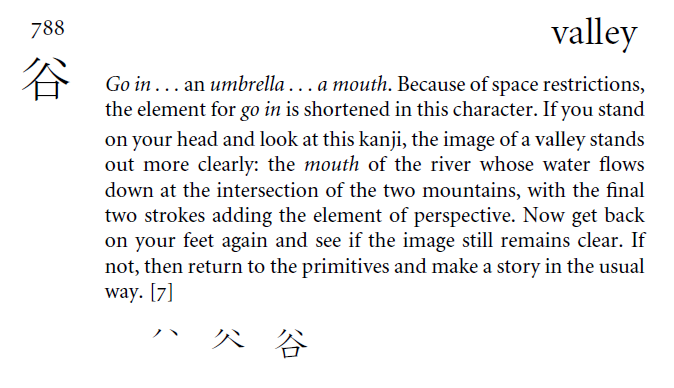 788
valley
谷
Go in . . . an umbrella . . . a mouth. Because of space restrictions,
the element for go in is shortened in this character. If you stand
on your head and look at this kanji, the image of a valley stands
out more clearly: the mouth of the river whose water flows
down at the intersection of the two mountains, with the final
two strokes adding the element of perspective. Now get back
on your feet again and see if the image still remains clear. If
not, then return to the primitives and make a story in the usual
way. [7]
谷